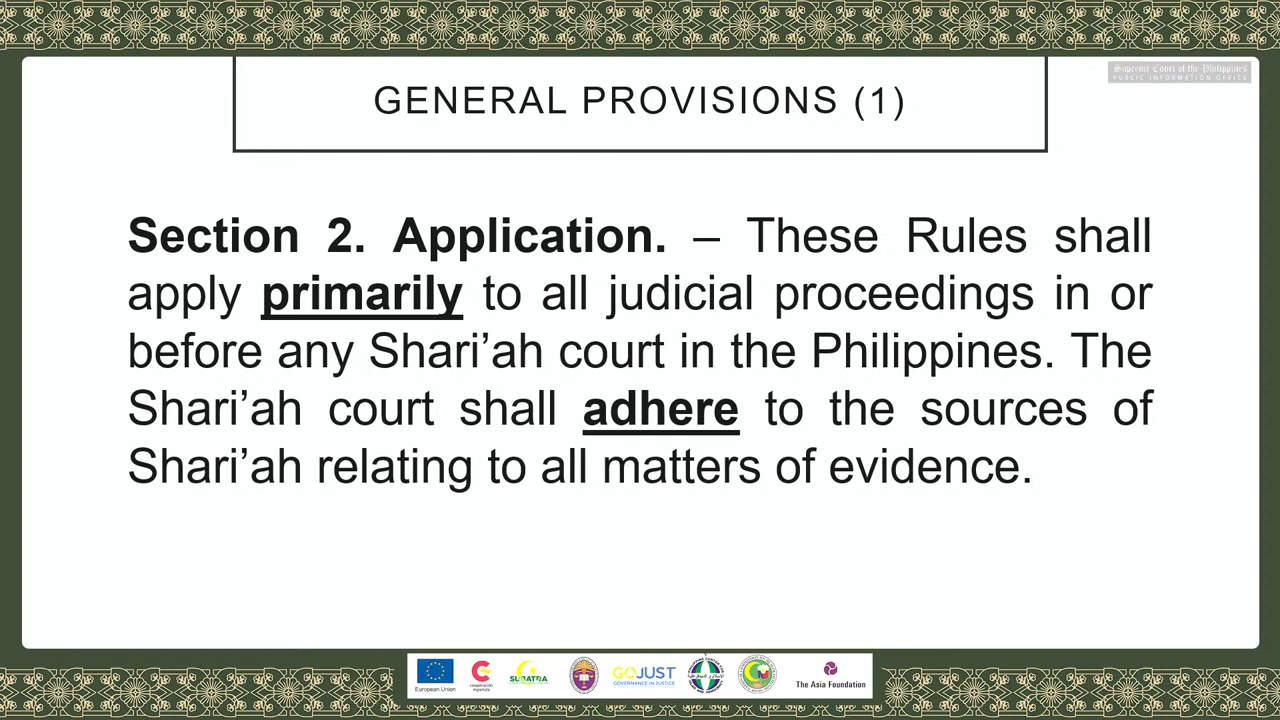 Supreme Court of the Philippines
PUBLIC INFORMATION OFFICE
GENERAL PROVISIONS (1)
Section 2. Application. – These Rules shall
apply primarily to all judicial proceedings in or
before any Shari’ah court in the Philippines. The
Shari’ah court shall adhere to the sources of
Shari’ah relating to all matters of evidence.
European Union
cooperación
española
SUBATRA
GOJUST
GOVERNANCE IN JUSTICE
The Asia Foundation